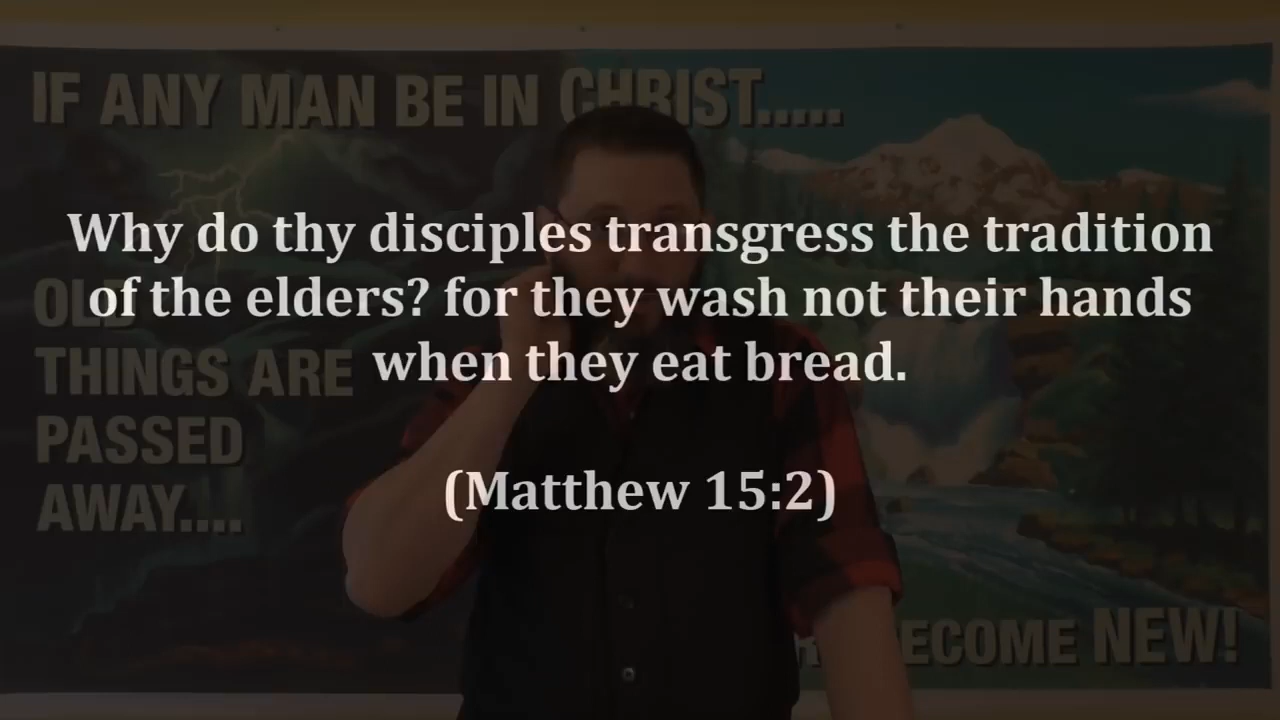 IF ANY MAN BE IN CHRIST.....
Why do thy disciples transgress the tradition
of the elders? for they wash not their hands
when they eat bread.
(Matthew 15:2)
OLD
THINGS ARE
PASSED
AWAY....
NEW!